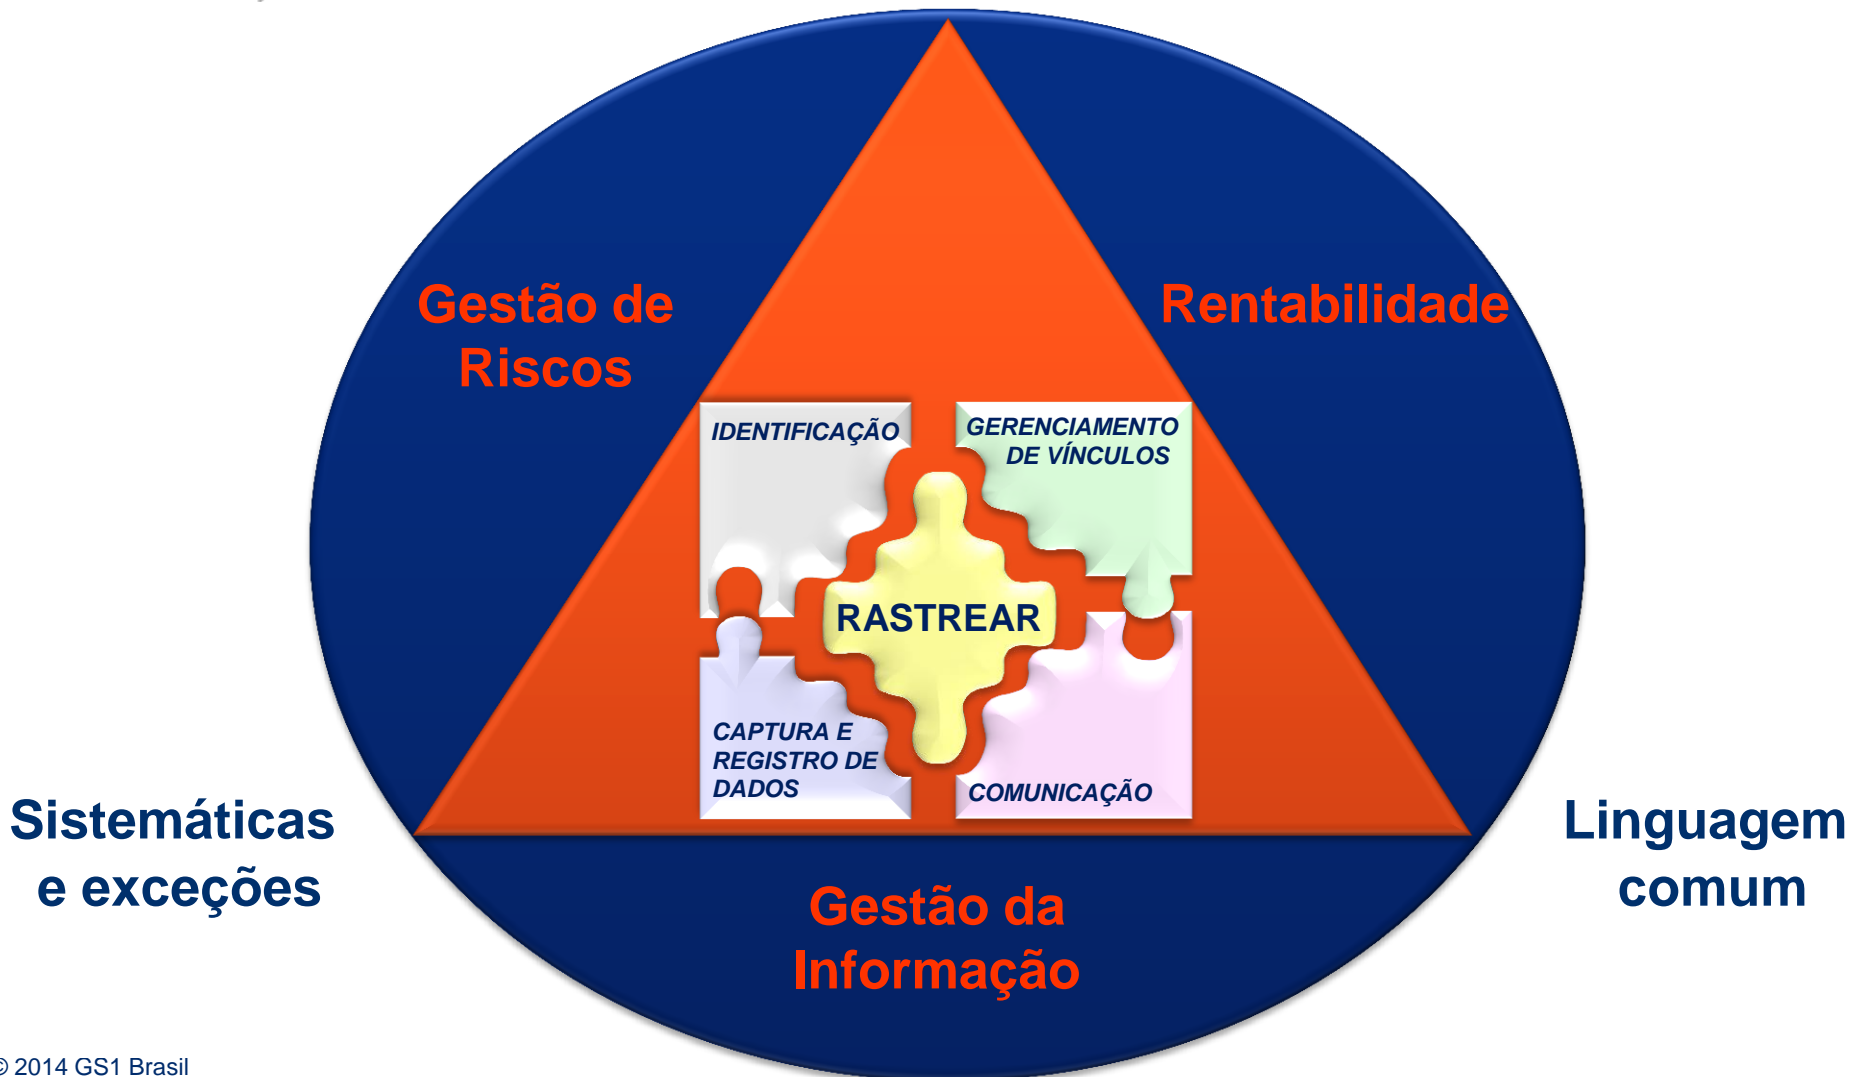 Gestão de
Riscos
Rentabilidade
IDENTIFICAÇÃO
GERENCIAMENTO
DE VÍNCULOS
RASTREAR
CAPTURA E
REGISTRO DE
DADOS
COMUNICAÇÃO
Sistemáticas
e exceções
Linguagem
comum
Gestão da
Informação
© 2014 GS1 Brasil